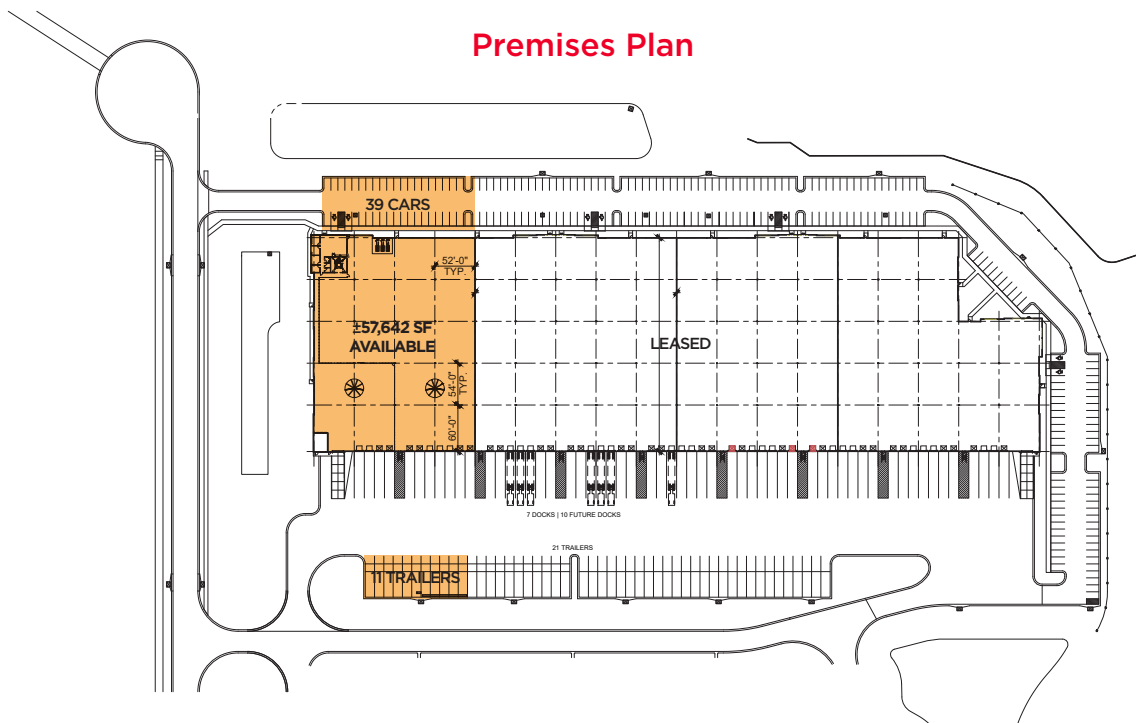 Premises Plan
39 CARS
52'-0"
TYP.
±57,642 SF
AVAILABLE
LEASED
54'-0"
TYP.
60'-0"
7 DOCKS | 10 FUTURE DOCKS
21 TRAILERS
11 TRAILERS